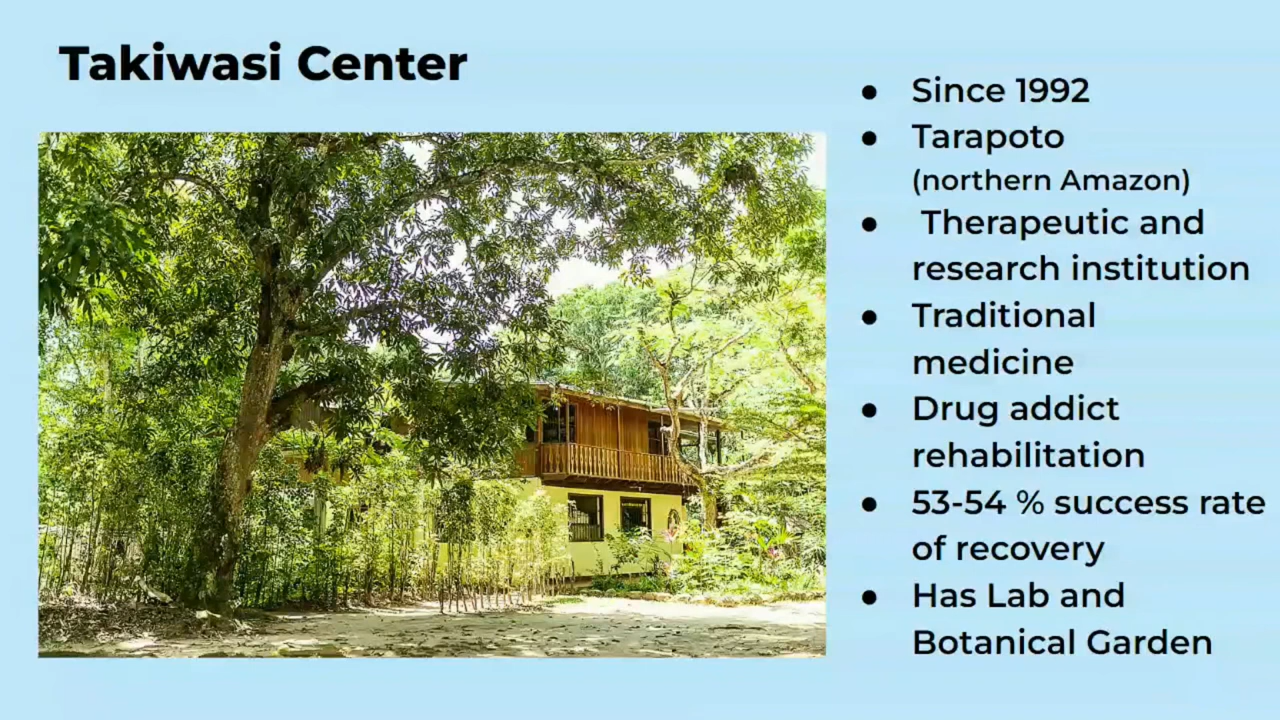 Takiwasi Center
● Since 1992
● Tarapoto
(northern Amazon)
● Therapeutic and
research institution
● Traditional
medicine
● Drug addict
rehabilitation
● 53-54 % success rate
of recovery
● Has Lab and
Botanical Garden